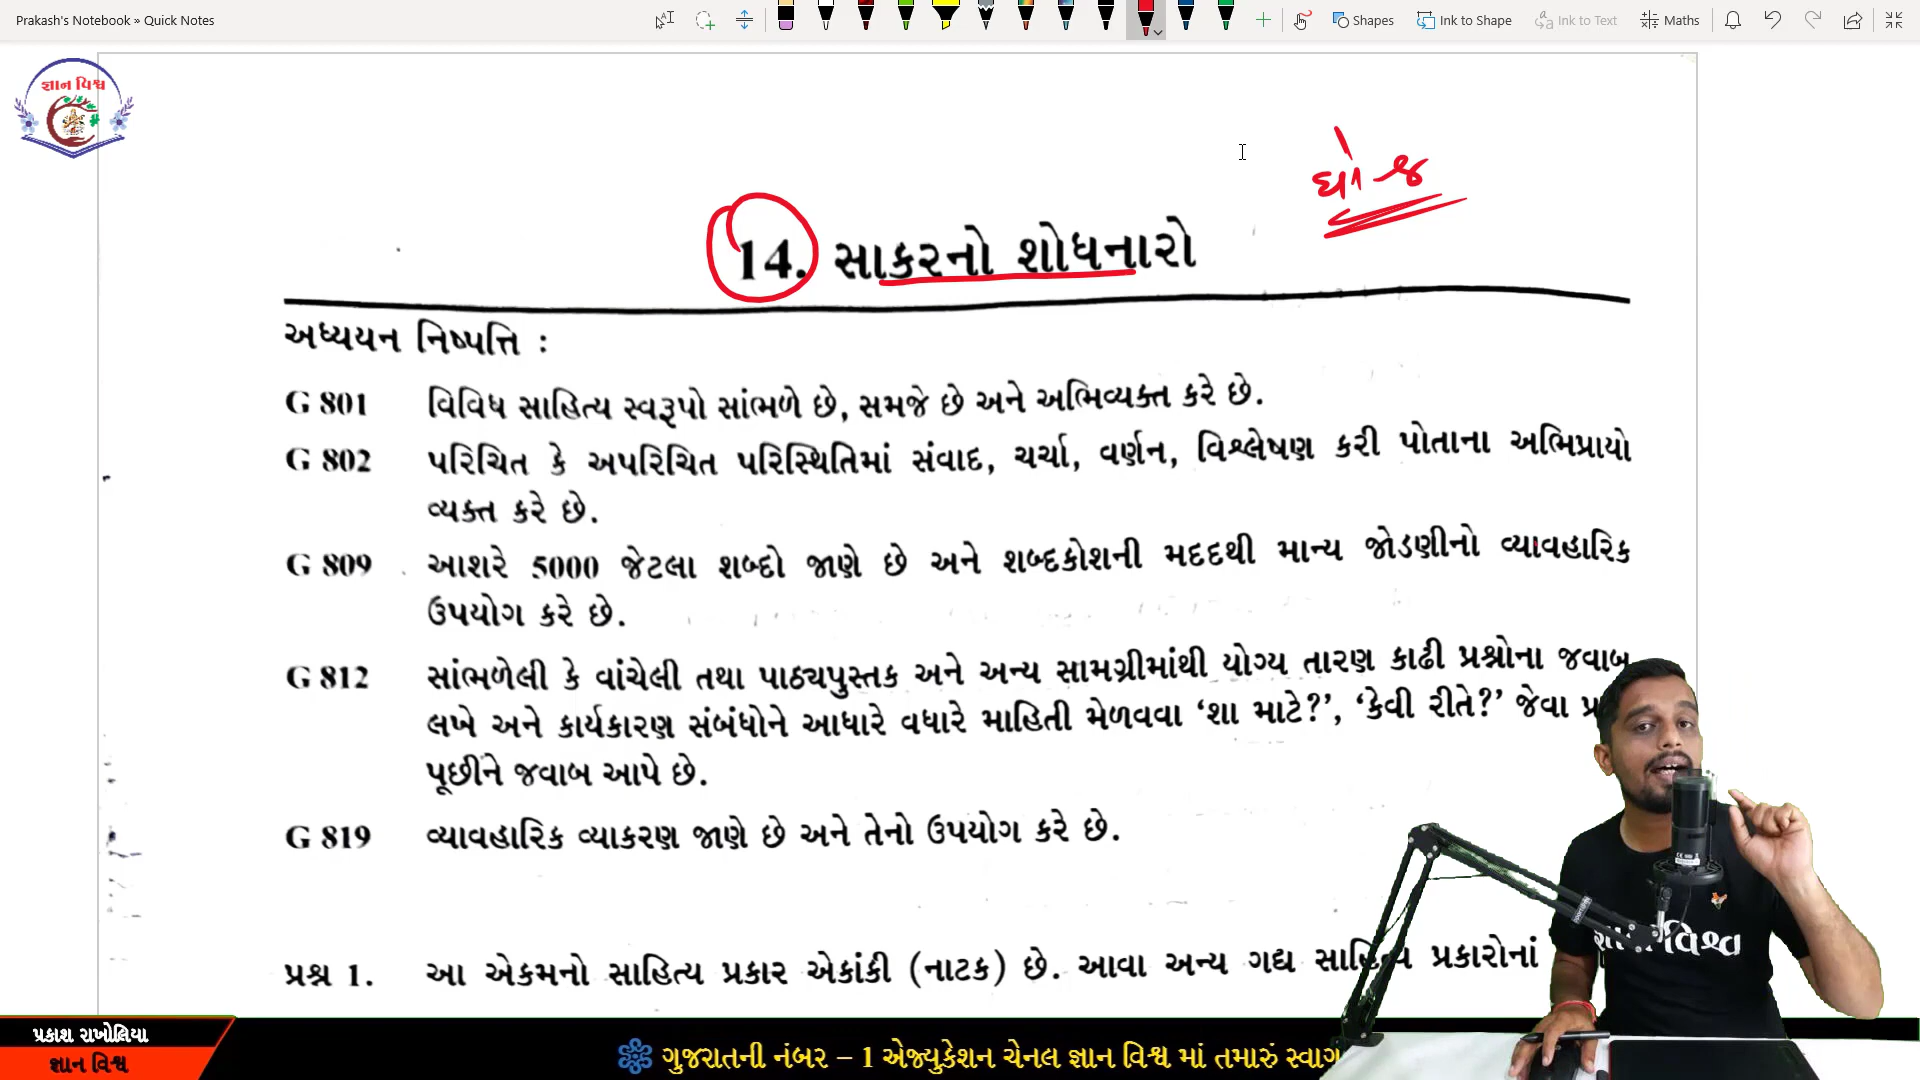 Prakash's Notebook » Quick Notes
Shapes
Ink to Shape
Ink to Text
Maths
જ્ઞાન વિશ્વ
14. સાકરનો શોધનારો
અધ્યયન નિષ્પત્તિ :
G 801 વિવિધ સાહિત્ય સ્વરૂપો સાંભળે છે, સમજે છે અને અભિવ્યક્ત કરે છે.
G 802 પરિચિત કે અપરિચિત પરિસ્થિતિમાં સંવાદ, ચર્ચા, વર્ણન, વિશ્લેષણ કરી પોતાના અભિપ્રાયો
વ્યક્ત કરે છે.
G 809 આશરે 5000 જેટલા શબ્દો જાણે છે અને શબ્દકોશની મદદથી માન્ય જોડણીનો વ્યાવહારિક
ઉપયોગ કરે છે.
G 812 સાંભળેલી કે વાંચેલી તથા પાઠ્યપુસ્તક અને અન્ય સામગ્રીમાંથી યોગ્ય તારણ કાઢી પ્રશ્નોના જવાબ
લખે અને કાર્યકારણ સંબંધોને આધારે વધારે માહિતી મેળવવા ‘શા માટે?’, ‘કેવી રીતે?’ જેવા
પૂછીને જવાબ આપે છે.
G 819 વ્યાવહારિક વ્યાકરણ જાણે છે અને તેનો ઉપયોગ કરે છે.
પ્રશ્ન 1. આ એકમનો સાહિત્ય પ્રકાર એકાંકી (નાટક) છે. આવા અન્ય ગદ્ય સાહિત્ય પ્રકારોનાં
પ્રકાશ રાખોલિયા
જ્ઞાન વિશ્વ
ગુજરાતની નંબર – 1 એજ્યુકેશન ચેનલ જ્ઞાન વિશ્વ માં તમારું સ્વાગ